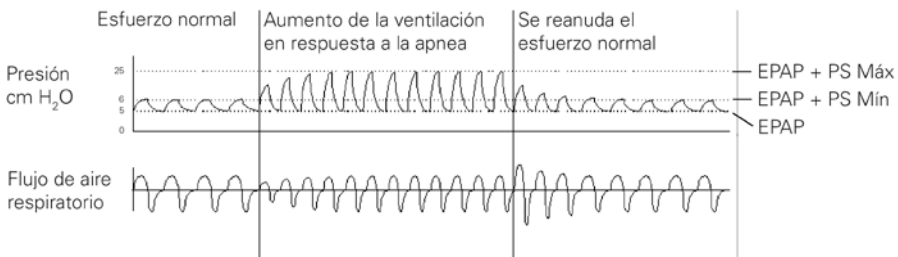 Esfuerzo normal
Aumento de la ventilación
en respuesta a la apnea
Se reanuda el
esfuerzo normal
Presión
cm H₂O
25
6
5
0
EPAP + PS Máx
EPAP + PS Mín
EPAP
Flujo de aire
respiratorio